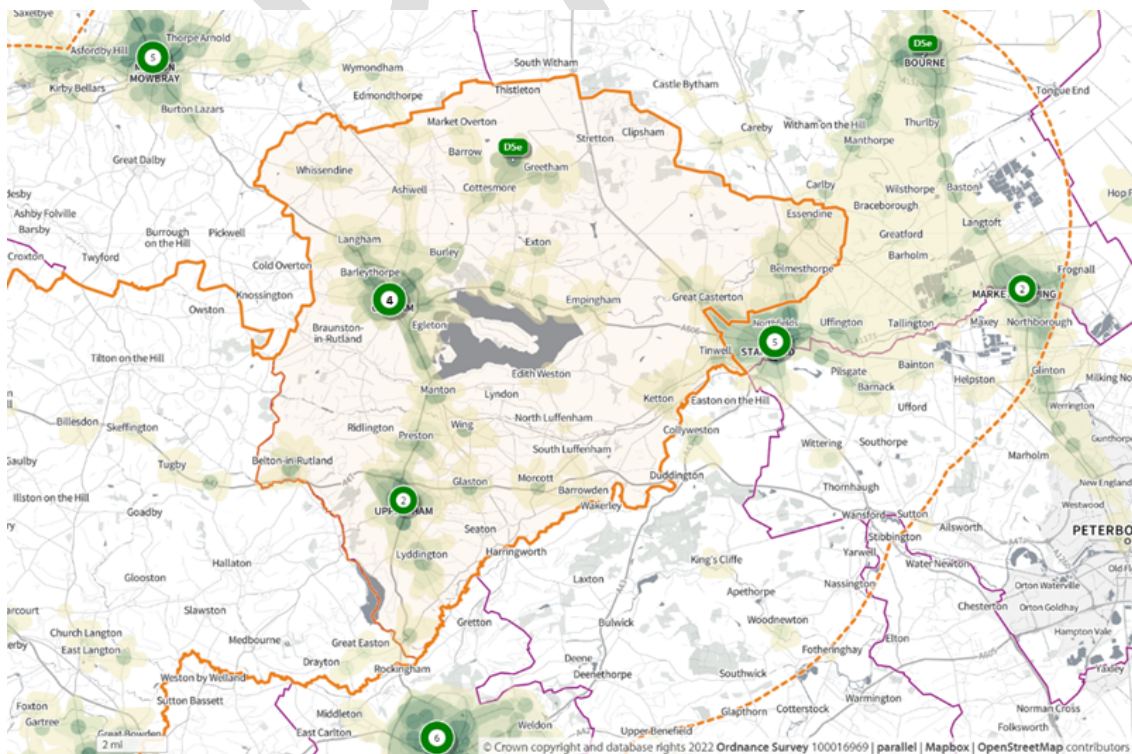 Saxelbye
Thorpe Arnold
Asfordby Hill
5
MOWBRAY
Kirby Bellars
Burton Lazars
Wymondham
Edmondthorpe
South Witham
Thistleton
Castle Bytham
D5e
BOURNE
Tongue End
Market Overton
Clipsham
Stretton
Careby
Witham on the Hill
Thurlby
Manthorpe
Great Dalby
Barrow
D5e
Greetham
Whissendine
Ashwell
Cottesmore
Carlby
Wilsthorpe
Baston
Braceborough
Ashby Folville
Barsby
Burrough
on the Hill
Pickwell
Essendine
Langtoft
Greatford
Croxton
Twyford
Cold Overton
Langham
Burley
Exton
Barholm
Barleythorpe
Belmesthorpe
Frognall
Knossington
Owston
4
Empingham
Great Casterton
2
Egleton
A606
Northfields
Uffington
Tallington
Maxey
Northborough
Braunston-
in-Rutland
Tinwell
5
A1175
Tilton on the Hill
Edith Weston
Pilsgate
Bainton
Helpston
Glinton
Milking No
Manton
Lyndon
Ketton
Easton on the Hill
Barnack
Ufford
Werrington
Billesdon
Skeffington
Ridlington
Preston
Wing
North Luffenham
Collyweston
Gaulby
Tugby
Belton-in-Rutland
South Luffenham
Wittering
Southorpe
Marholm
Gunthorpe
A47
Glaston
Morcott
Duddington
Illston on the Hill
2
Barrowden
Wakerley
Thornhaugh
New England
Goadby
Seaton
Wansford
Sutton
Ailsworth
Westwood
Stibbington
PETERBO
Hallaton
Lyddington
Harringworth
King's Cliffe
Yarwell
Water Newton
Glooston
Laxton
Apethorpe
Nassington
Orton Waterville
Slawston
Chesterton
Orton Goldhay
Church Langton
Medbourne
Gretton
Bulwick
Woodnewton
Elton
Hampton Vale
East Langton
Great Easton
Fotheringhay
A605
Drayton
Rockingham
Deene
Deenethorpe
Southwick
Yaxley
Weston by Welland
Sutton Bassett
Warmington
Foxton
Middleton
Glapthorn
Cotterstock
Norman Cross
Gartree
Great Bowden
East Carlton
6
Weldon
Upper Benefield
Folksworth
2 mi
© Crown copyright and database rights 2022 Ordnance Survey 100016969 | parallel | Mapbox | OpenStreetMap contributor